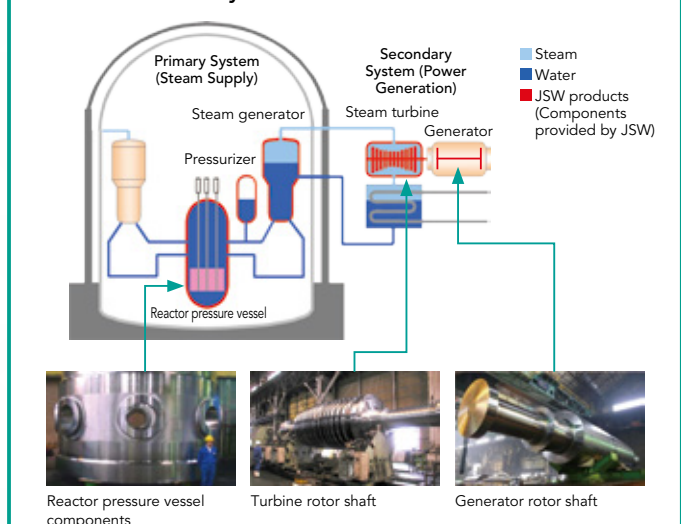 Primary System
(Steam Supply)
Secondary
System (Power
Generation)
Steam
Water
JSW products
(Components
provided by JSW)
Steam generator
Steam turbine
Generator
Pressurizer
Reactor pressure vessel
Reactor pressure vessel
components
Turbine rotor shaft
Generator rotor shaft